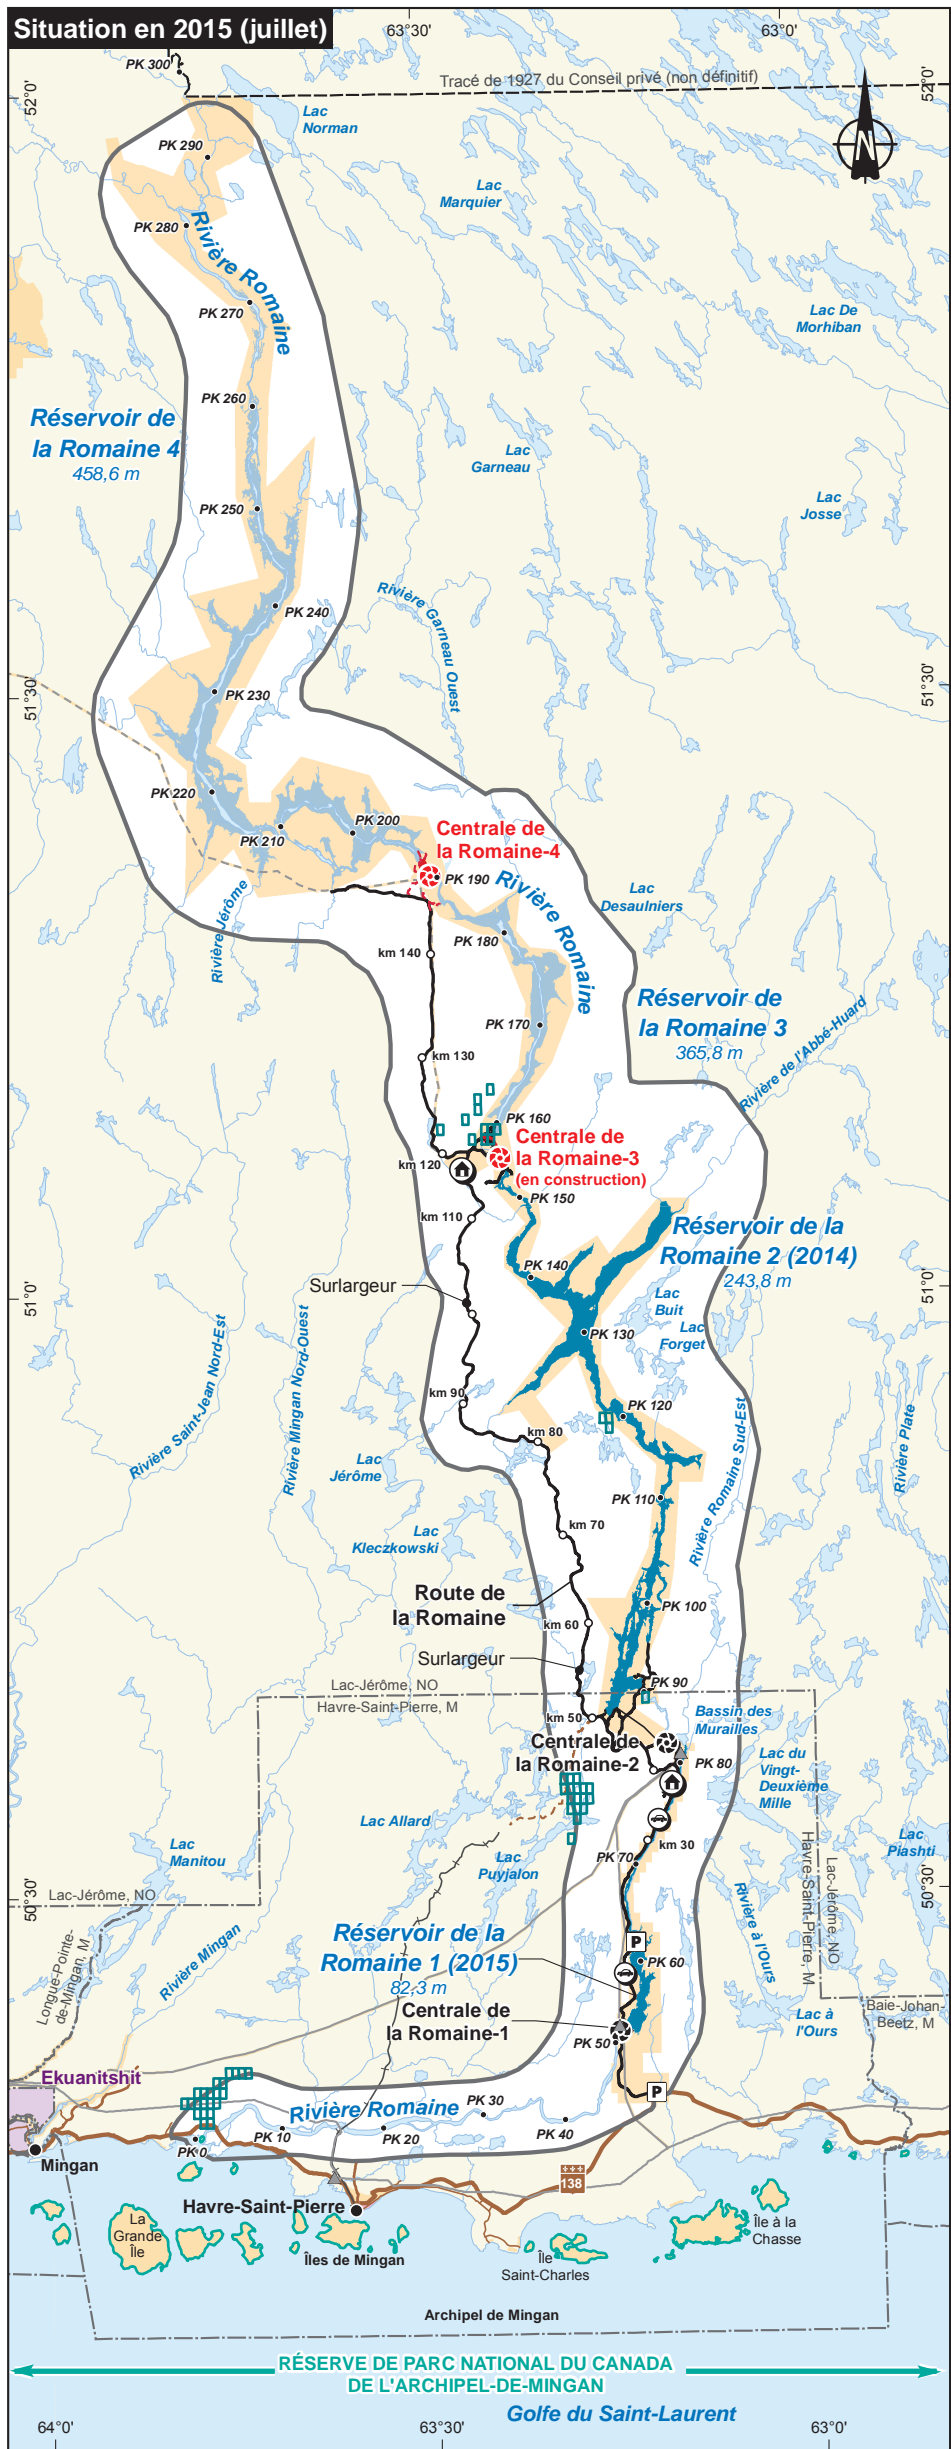 Situation en 2015 (juillet)
63°30'
63°0'
PK 300
Tracé de 1927 du Conseil privé (non définitif)
52°0'
52°0'
Lac
Norman
N
PK 290
Lac
Marquier
PK 280
Rivière Romaine
PK 270
Lac De
Morhiban
PK 260
Réservoir de
la Romaine 4
458,6 m
Lac
Garneau
Lac
Josse
PK 250
Rivière Garneau Ouest
PK 240
51°30'
51°30'
PK 230
PK 220
PK 210
PK 200
Centrale de
la Romaine-4
PK 190
Rivière Romaine
Lac
Desaulniers
Rivière Jérôme
PK 180
km 140
Réservoir de
la Romaine 3
365,8 m
PK 170
Rivière de l'Abbé-Huard
km 130
PK 160
Centrale de
la Romaine-3
(en construction)
km 120
PK 150
km 110
Réservoir de la
Romaine 2 (2014)
243,8 m
PK 140
51°0'
51°0'
Surlargeur
Lac
Buit
Lac
Forget
PK 130
Rivière Saint-Jean Nord-Est
Rivière Mingan Nord-Ouest
km 90
PK 120
Rivière Romaine Sud-Est
Rivière Plate
km 80
Lac
Jérôme
PK 110
km 70
Lac
Kleczkowski
Route de
la Romaine
PK 100
km 60
Surlargeur
Lac-Jérôme, NO
Havre-Saint-Pierre, M
PK 90
km 50
Bassin des
Murailles
Centrale de
la Romaine-2
PK 80
Lac du
Vingt-
Deuxième
Mille
Lac Allard
km 30
Lac
Manitou
Lac
Puyjalon
PK 70
Havre-Saint-Pierre, M
Lac-Jérôme, NO
Lac
Piashti
Lac-Jérôme, NO
50°30'
50°30'
Longue-Pointe-
de-Mingan, M
Rivière Mingan
Réservoir de la
Romaine 1 (2015)
82,3 m
P
PK 60
Rivière à l'Ours
Centrale de
la Romaine-1
PK 50
Lac à
l'Ours
Baie-Johan-
Beetz, M
Ekuanitshit
P
Rivière Romaine
PK 30
PK 0
PK 10
PK 20
PK 40
Mingan
138
Havre-Saint-Pierre
La
Grande
Île
Îles de Mingan
Île
Saint-Charles
Île à la
Chasse
Archipel de Mingan
RÉSERVE DE PARC NATIONAL DU CANADA
DE L'ARCHIPEL-DE-MINGAN
Golfe du Saint-Laurent
64°0'
63°30'
63°0'